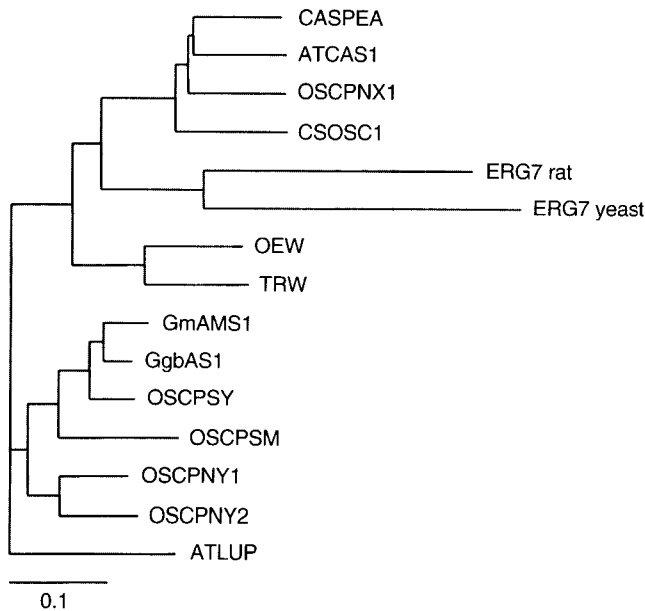 CASPEA
ATCAS1
OSCPNX1
CSOSC1
ERG7 rat
ERG7 yeast
OEW
TRW
GmAMS1
GgbAS1
OSCPSY
OSCPSM
OSCPNY1
OSCPNY2
ATLUP
0.1